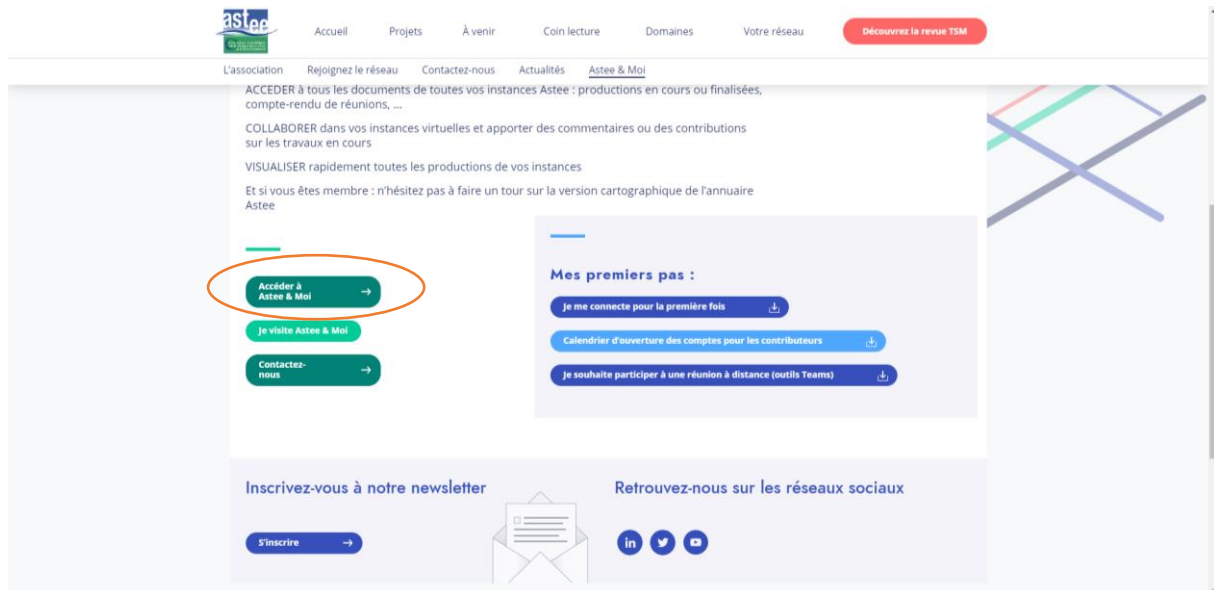 astee
Accueil Projets À venir Coin lecture Domaines Votre réseau Découvrez la revue TSM
L'association Rejoignez le réseau Contactez-nous Actualités Astee & Moi
ACCEDER à tous les documents de toutes vos instances Astee : productions en cours ou finalisées,
compte-rendu de réunions, ...
COLLABORER dans vos instances virtuelles et apporter des commentaires ou des contributions
sur les travaux en cours
VISUALISER rapidement toutes les productions de vos instances
Et si vous êtes membre : n'hésitez pas à faire un tour sur la version cartographique de l'annuaire
Astee
Accéder à
Astee & Moi
Je visite Astee & Moi
Contactez-
nous
Mes premiers pas :
Je me connecte pour la première fois
Calendrier d'ouverture des comptes pour les contributeurs
Je souhaite participer à une réunion à distance (outils Teams)
Inscrivez-vous à notre newsletter
S'inscrire
Retrouvez-nous sur les réseaux sociaux
in